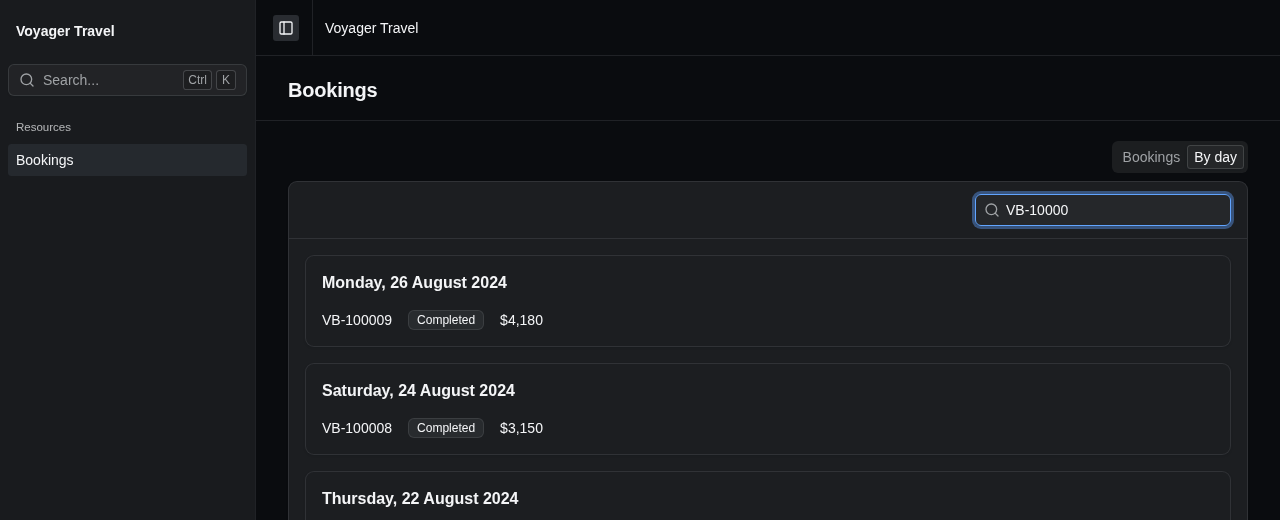 Voyager Travel
Search... Ctrl K
Resources
Bookings
Voyager Travel
Bookings
Bookings By day
VB-10000
Monday, 26 August 2024
VB-100009 Completed $4,180
Saturday, 24 August 2024
VB-100008 Completed $3,150
Thursday, 22 August 2024